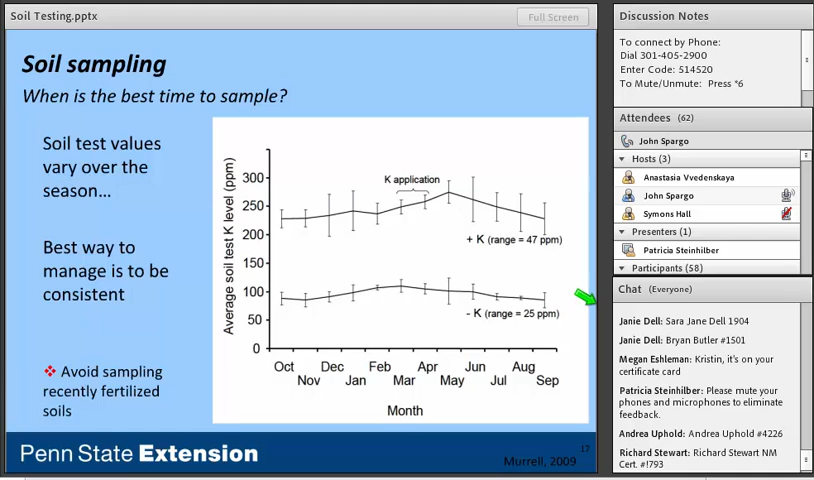 Soil Testing.pptx
Full Screen
Soil sampling
When is the best time to sample?
Soil test values
vary over the
season...
Best way to
manage is to be
consistent
❖ Avoid sampling
recently fertilized
soils
Average soil test K level (ppm)
300
250
200
150
100
50
0
K application
+ K (range = 47 ppm)
- K (range = 25 ppm)
Oct Dec Feb Apr Jun Aug
Nov Jan Mar May Jul Sep
Month
Penn State Extension
17
Murrell, 2009
Discussion Notes
To connect by Phone:
Dial 301-405-2900
Enter Code: 514520
To Mute/Unmute: Press *6
Attendees (62)
John Spargo
Hosts (3)
Anastasia Vvedenskaya
John Spargo
Symons Hall
Presenters (1)
Patricia Steinhilber
Participants (58)
Chat (Everyone)
Janie Dell: Sara Jane Dell 1904
Janie Dell: Bryan Butler #1501
Megan Eshleman: Kristin, it's on your
certificate card
Patricia Steinhilber: Please mute your
phones and microphones to eliminate
feedback.
Andrea Uphold: Andrea Uphold #4226
Richard Stewart: Richard Stewart NM
Cert. #!793